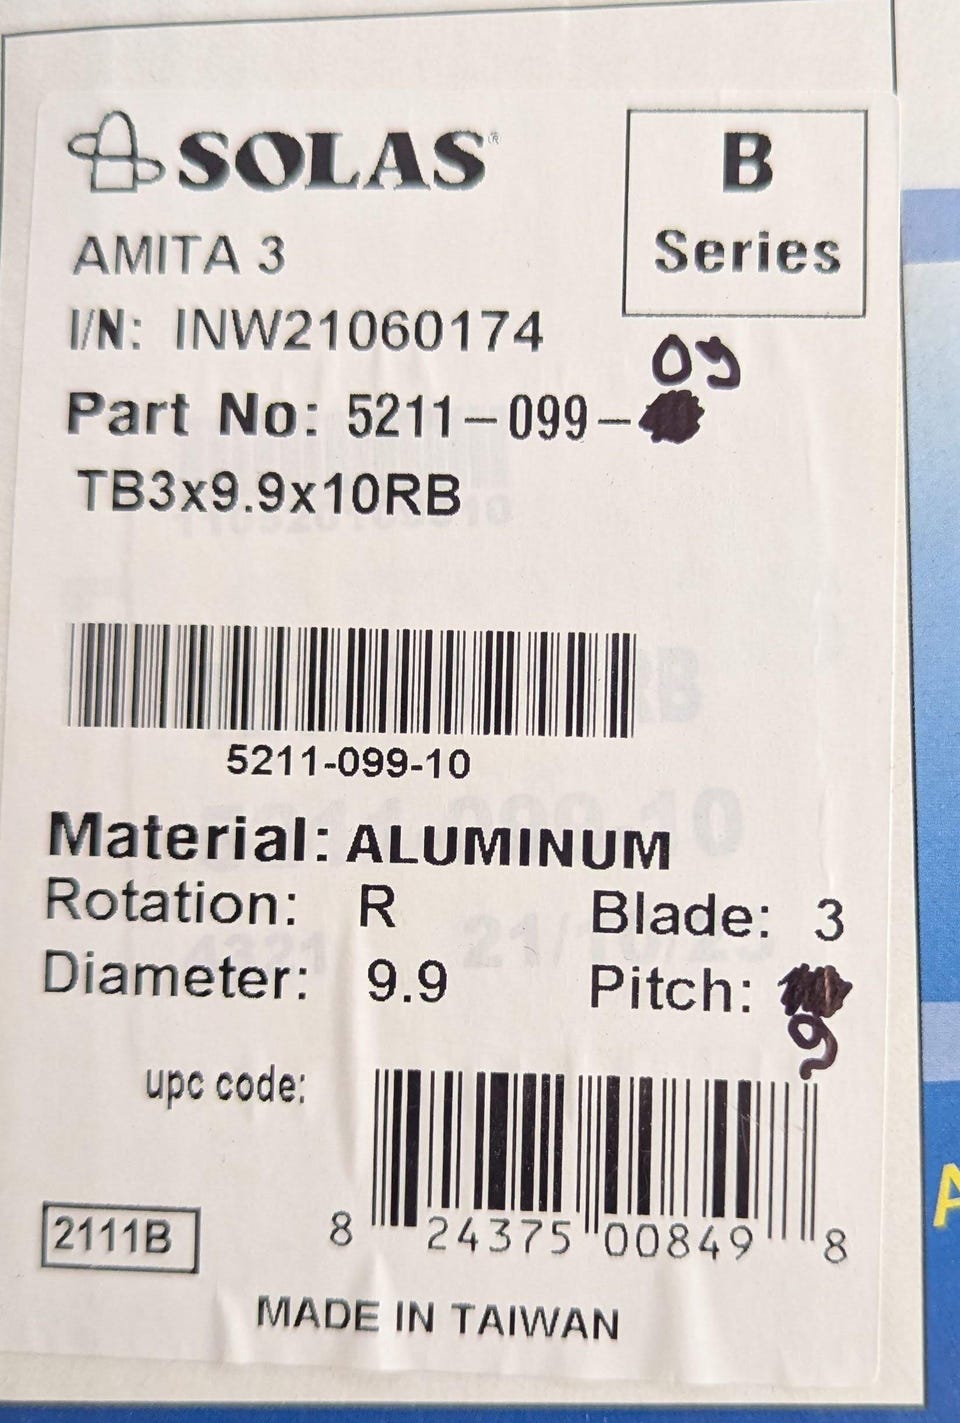 SOLAS®
B
Series
AMITA 3
I/N: INW21060174
09
Part No: 5211-099-
TB3x9.9x10RB
5211-099-10
Material: ALUMINUM
Rotation: R Blade: 3
Diameter: 9.9 Pitch:
9
upc code:
8 24375 00849 8
2111B
MADE IN TAIWAN
A